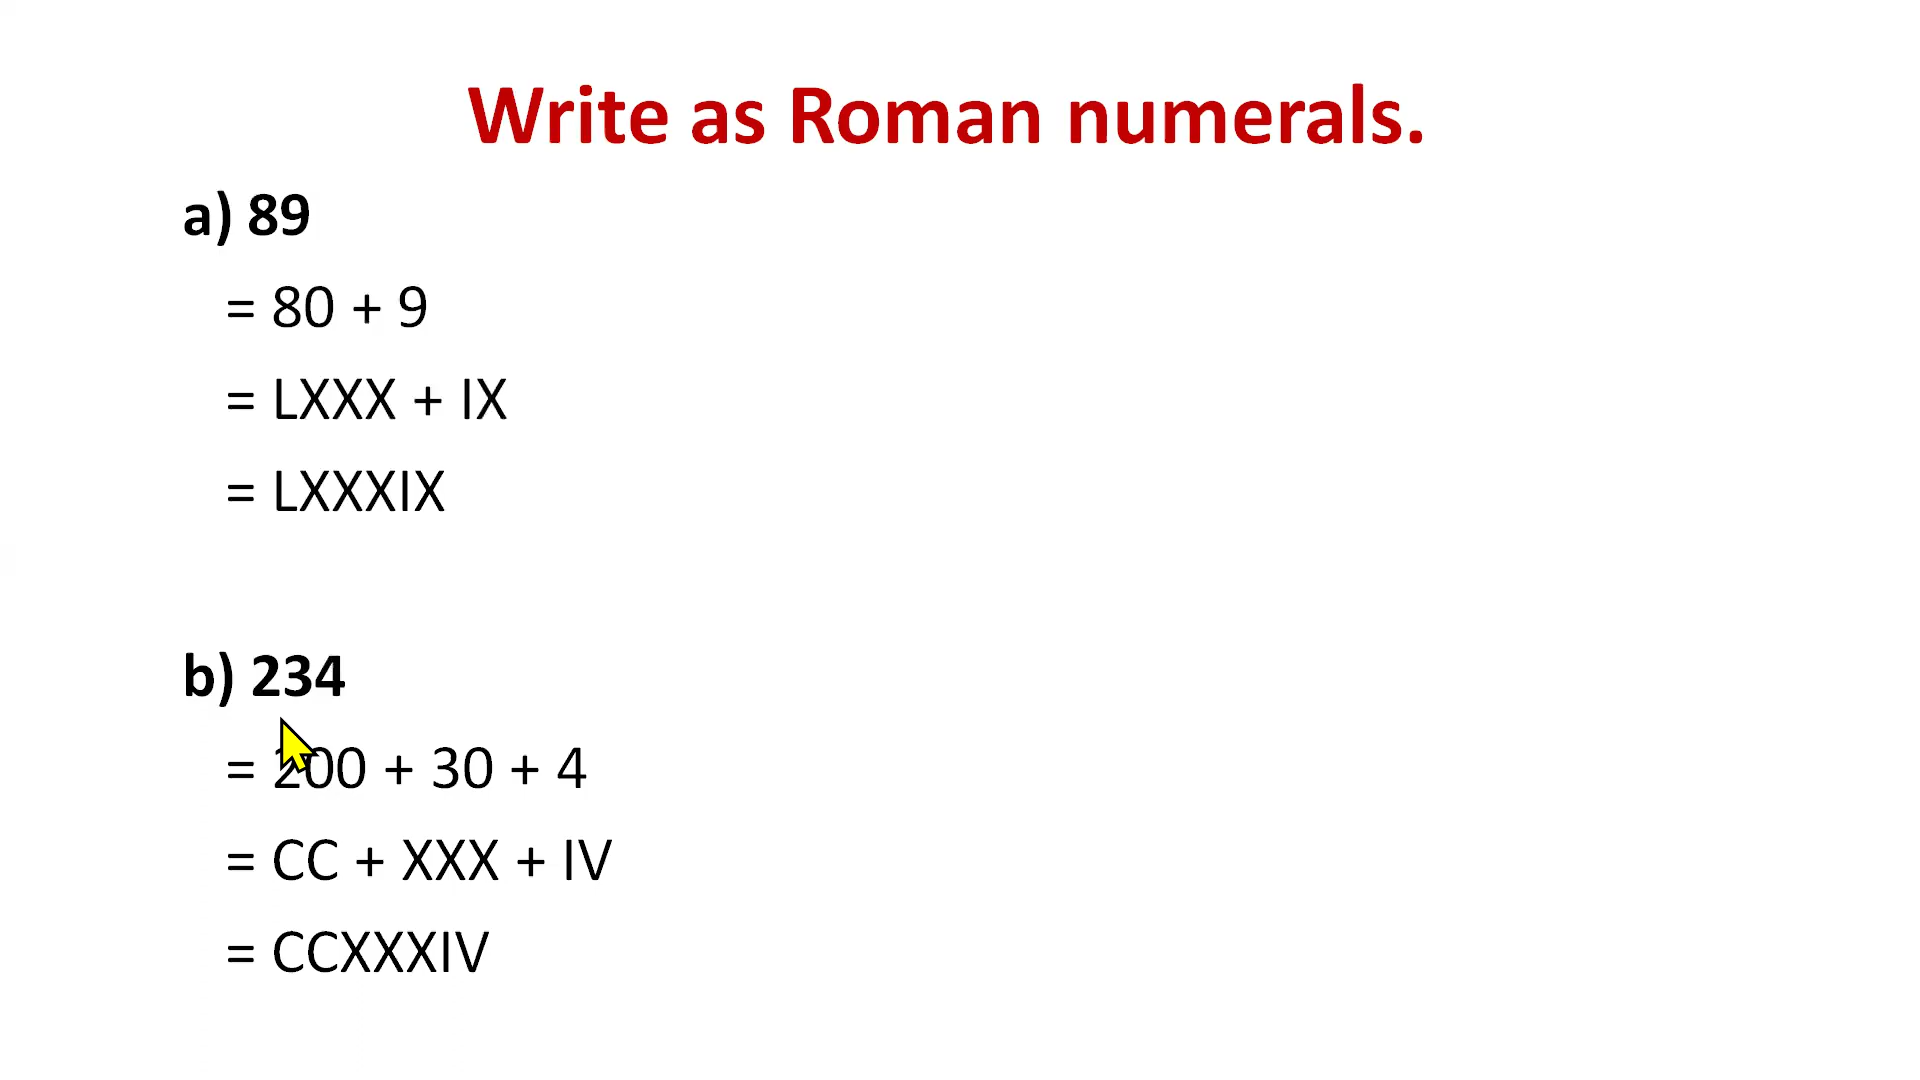 Write as Roman numerals.
a) 89
= 80 + 9
= LXXX + IX
= LXXXIX
b) 234
= 200 + 30 + 4
= CC + XXX + IV
= CCXXXIV